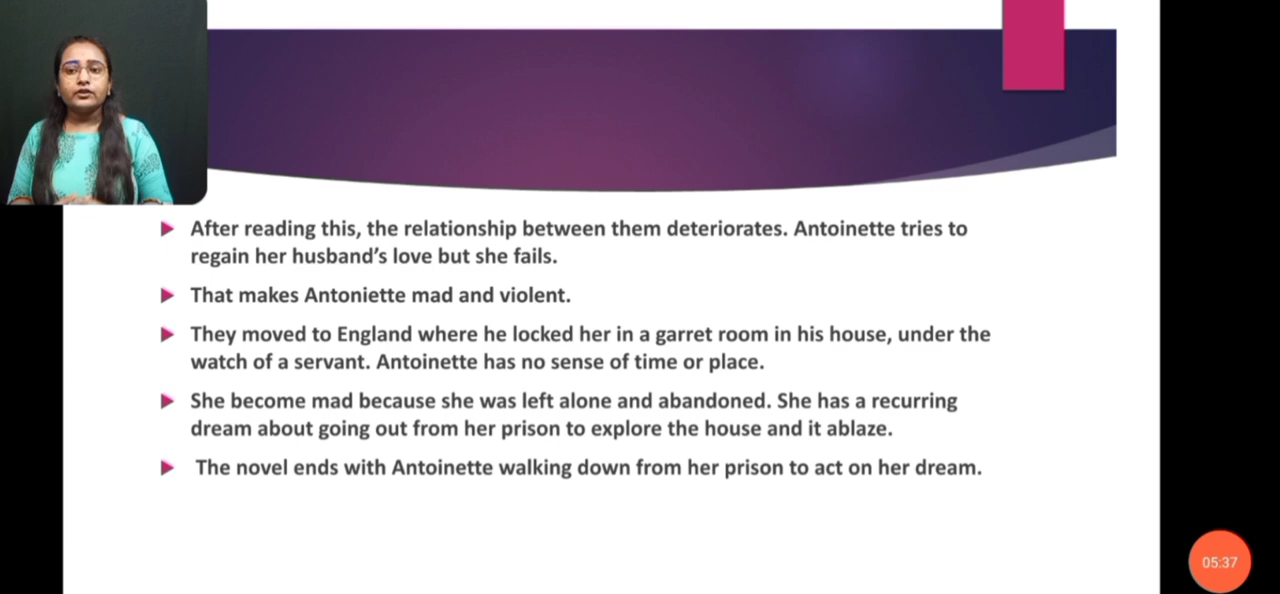 After reading this, the relationship between them deteriorates. Antoinette tries to
regain her husband’s love but she fails.
That makes Antoniette mad and violent.
They moved to England where he locked her in a garret room in his house, under the
watch of a servant. Antoinette has no sense of time or place.
She become mad because she was left alone and abandoned. She has a recurring
dream about going out from her prison to explore the house and it ablaze.
The novel ends with Antoinette walking down from her prison to act on her dream.
05:37